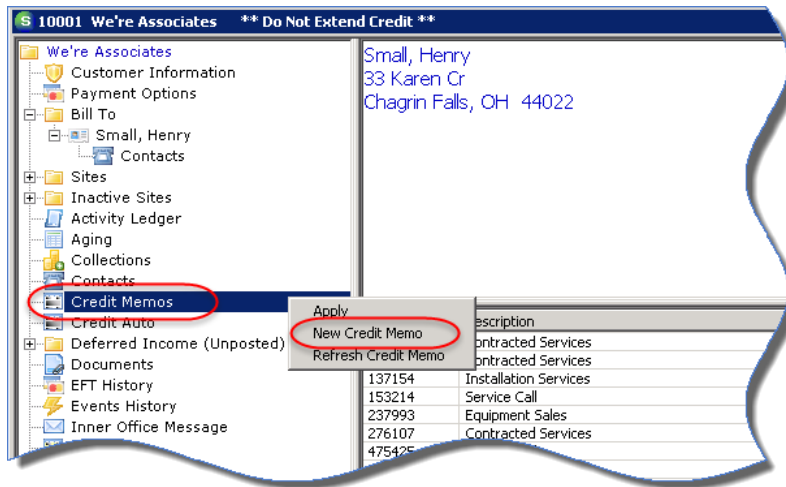 S 10001 We're Associates ** Do Not Extend Credit **
We're Associates
Customer Information
Payment Options
Bill To
Small, Henry
Contacts
Sites
Inactive Sites
Activity Ledger
Aging
Collections
Contacts
Credit Memos
Credit Auto
Deferred Income (Unposted)
Documents
EFT History
Events History
Inner Office Message
Small, Henry
33 Karen Cr
Chagrin Falls, OH 44022
Apply
New Credit Memo
Refresh Credit Memo
escription
ontracted Services
ontracted Services
137154 Installation Services
153214 Service Call
237993 Equipment Sales
276107 Contracted Services
475425